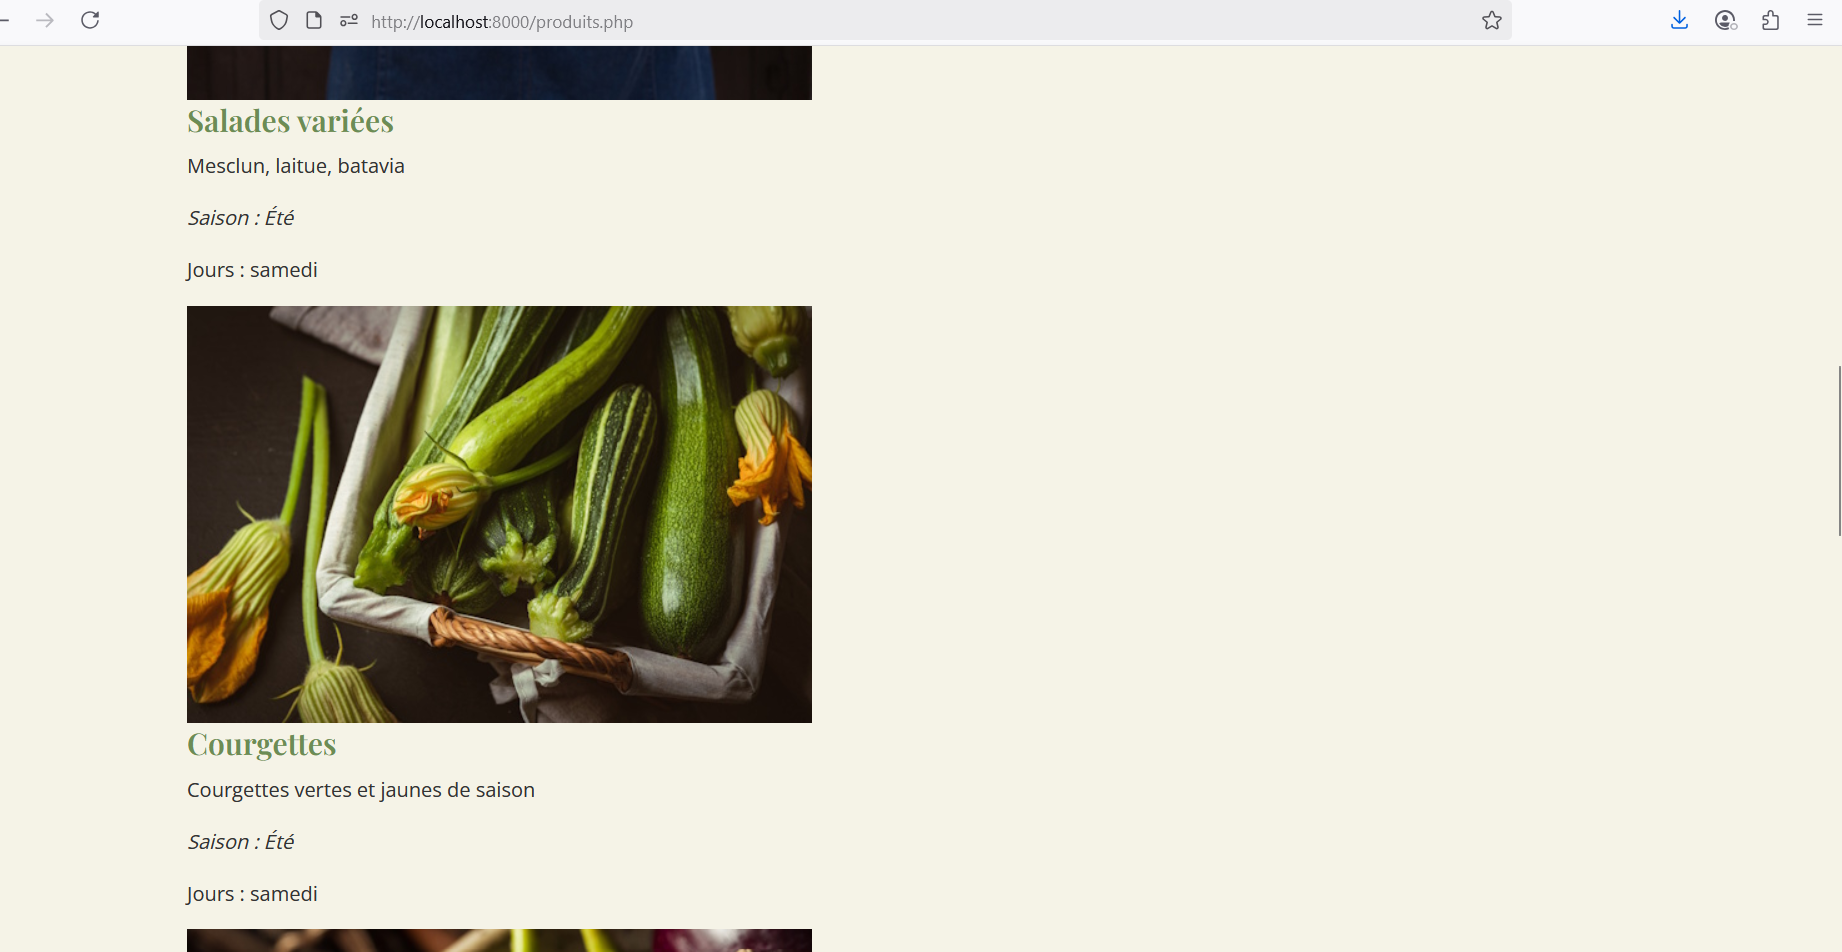 http://localhost:8000/produits.php
Salades variées
Mesclun, laitue, batavia
Saison : Été
Jours : samedi
Courgettes
Courgettes vertes et jaunes de saison
Saison : Été
Jours : samedi